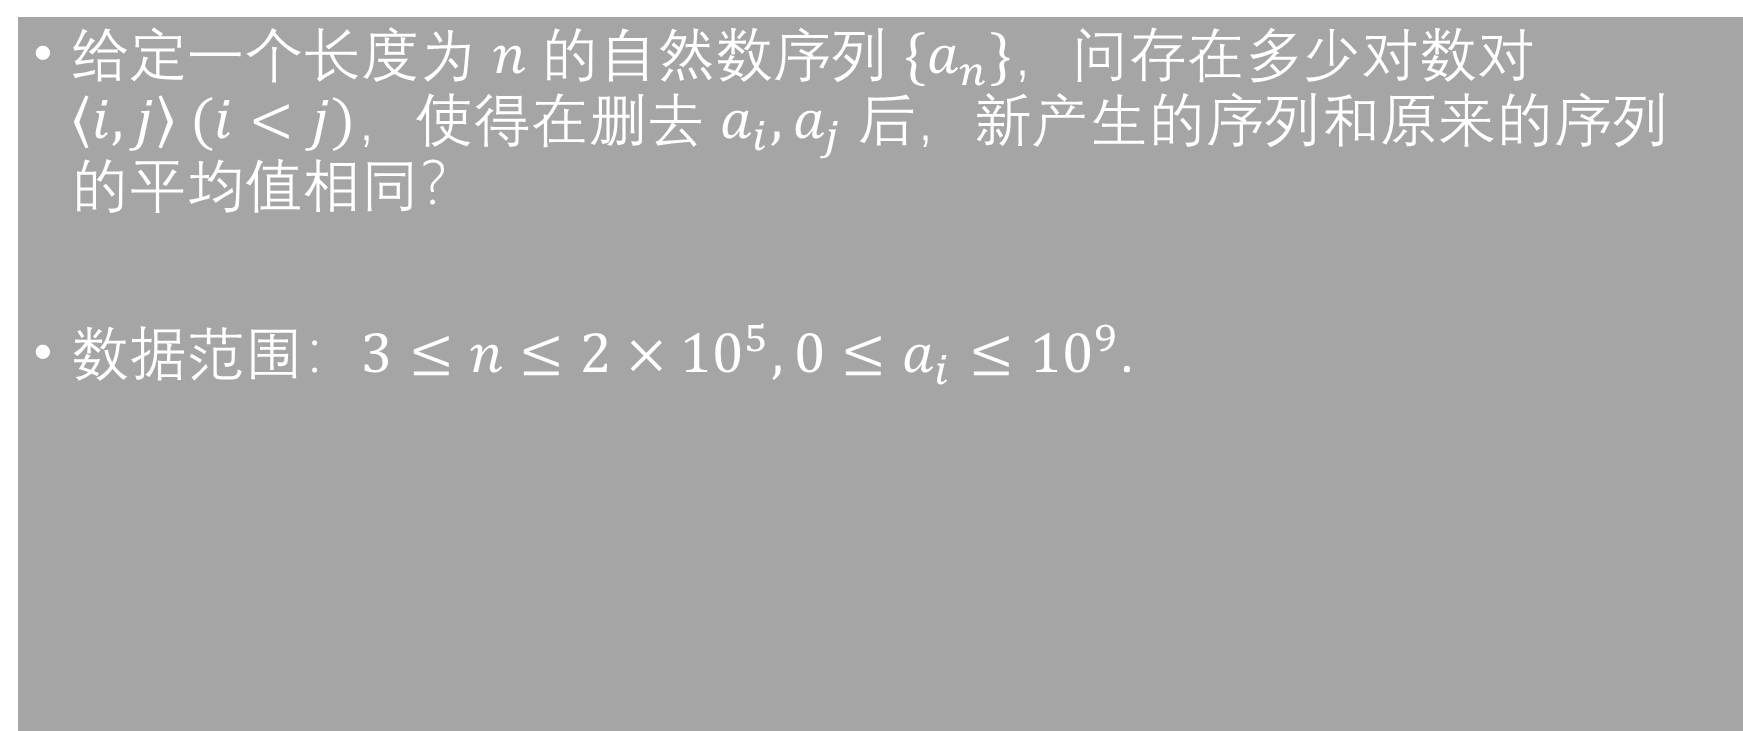 • 给定一个长度为 n 的自然数序列 {aₙ}，问存在多少对数对
⟨i, j⟩ (i < j)，使得在删去 aᵢ, aⱼ 后，新产生的序列和原来的序列
的平均值相同？
• 数据范围：3 ≤ n ≤ 2 × 10⁵, 0 ≤ aᵢ ≤ 10⁹.